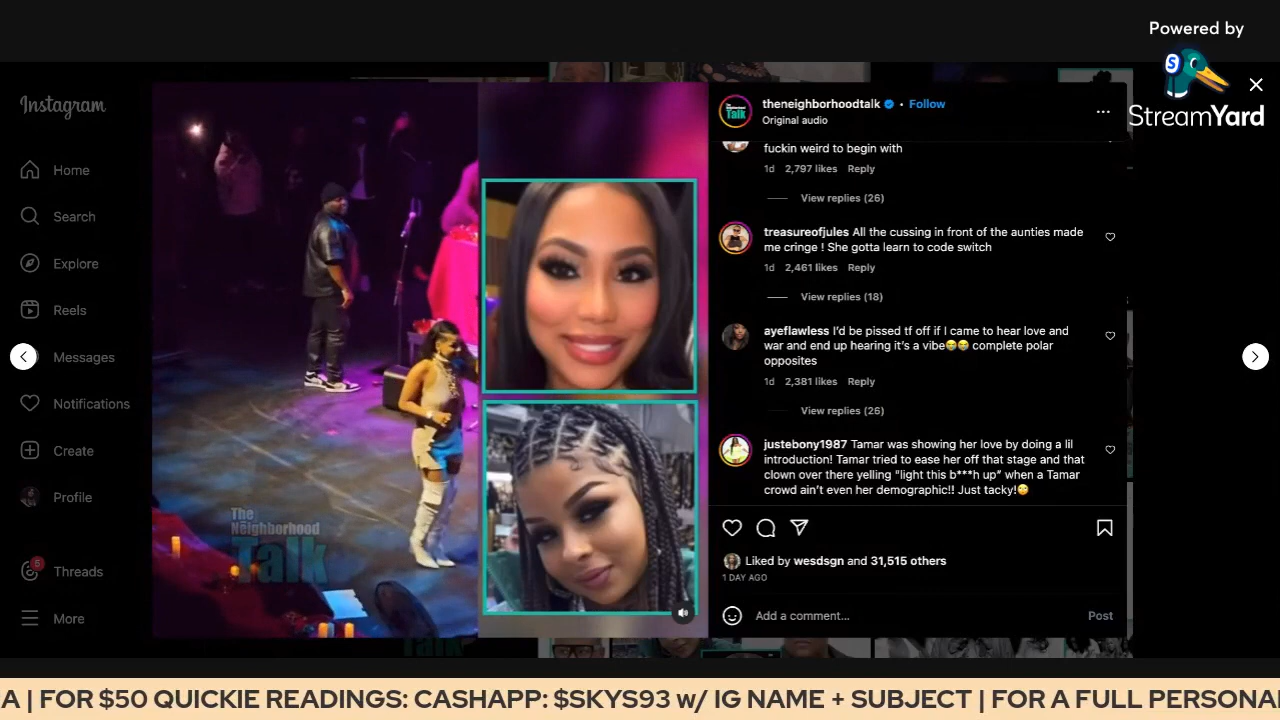 Powered by
S
StreamYard
Instagram
Home
Search
Explore
Reels
Messages
Notifications
Create
Profile
5
Threads
More
The
Neighborhood
Talk
The
Neighborhood
Talk
theneighborhoodtalk • Follow
Original audio
fuckin weird to begin with
1d 2,797 likes Reply
View replies (26)
treasureofjules All the cussing in front of the aunties made
me cringe ! She gotta learn to code switch
1d 2,461 likes Reply
View replies (18)
ayeflawless I'd be pissed tf off if I came to hear love and
war and end up hearing it's a vibe😂😂 complete polar
opposites
1d 2,381 likes Reply
View replies (26)
justebony1987 Tamar was showing her love by doing a lil
introduction! Tamar tried to ease her off that stage and that
clown over there yelling "light this b***h up" when a Tamar
crowd ain't even her demographic!! Just tacky!🥴
Liked by wesdsgn and 31,515 others
1 DAY AGO
Add a comment... Post
A | FOR $50 QUICKIE READINGS: CASHAPP: $SKYS93 w/ IG NAME + SUBJECT | FOR A FULL PERSONA